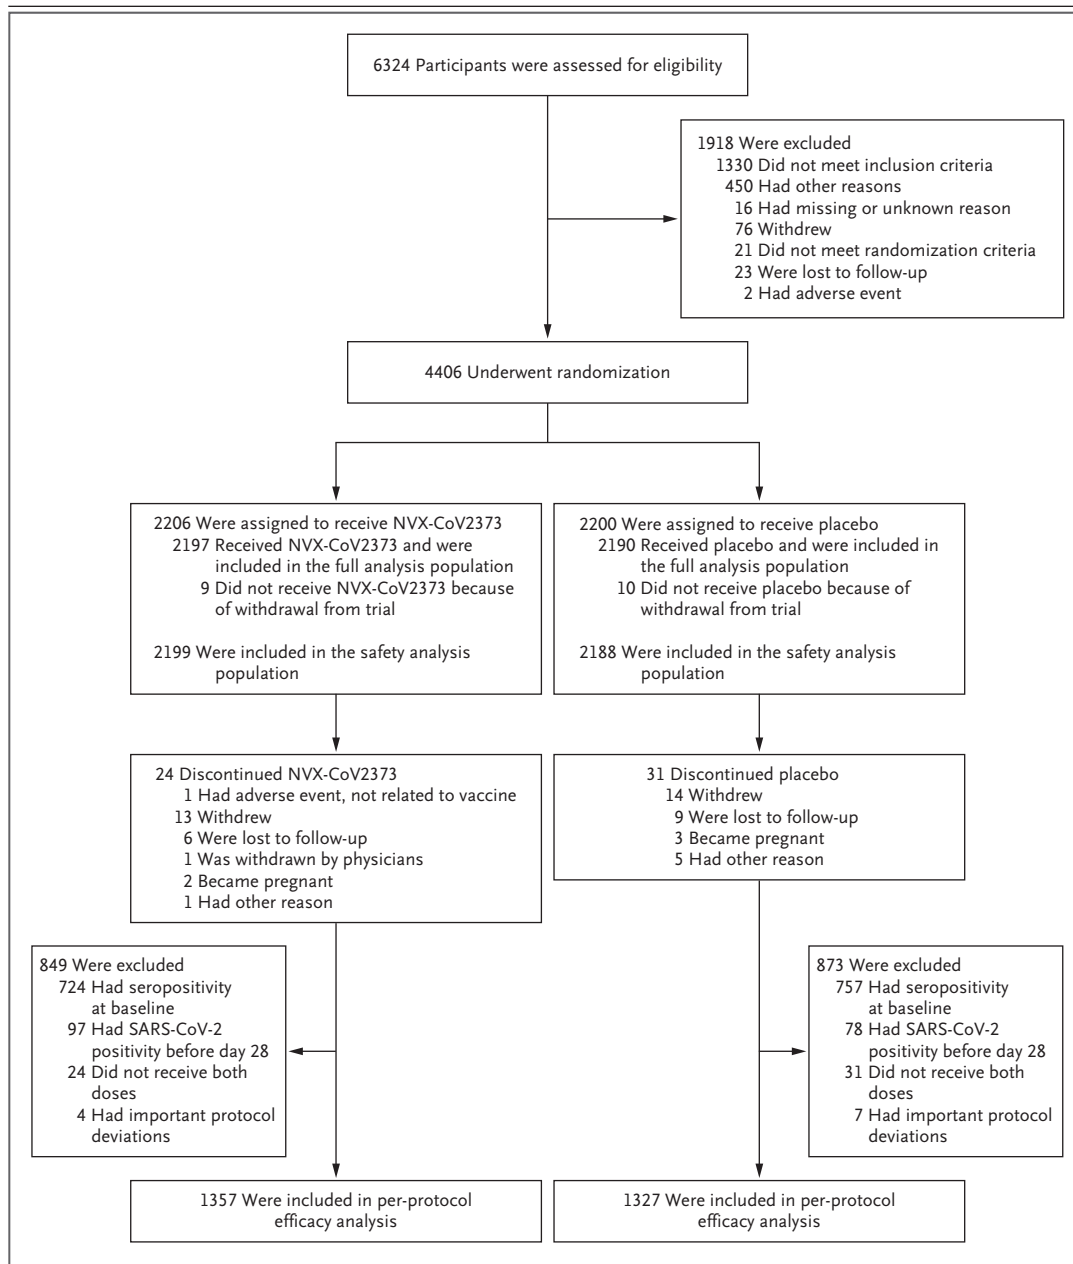 6324 Participants were assessed for eligibility
1918 Were excluded
1330 Did not meet inclusion criteria
450 Had other reasons
16 Had missing or unknown reason
76 Withdrew
21 Did not meet randomization criteria
23 Were lost to follow-up
2 Had adverse event
4406 Underwent randomization
2206 Were assigned to receive NVX-CoV2373
2197 Received NVX-CoV2373 and were
included in the full analysis population
9 Did not receive NVX-CoV2373 because
of withdrawal from trial
2199 Were included in the safety analysis
population
2200 Were assigned to receive placebo
2190 Received placebo and were included in
the full analysis population
10 Did not receive placebo because of
withdrawal from trial
2188 Were included in the safety analysis
population
24 Discontinued NVX-CoV2373
1 Had adverse event, not related to vaccine
13 Withdrew
6 Were lost to follow-up
1 Was withdrawn by physicians
2 Became pregnant
1 Had other reason
31 Discontinued placebo
14 Withdrew
9 Were lost to follow-up
3 Became pregnant
5 Had other reason
849 Were excluded
724 Had seropositivity
at baseline
97 Had SARS-CoV-2
positivity before day 28
24 Did not receive both
doses
4 Had important protocol
deviations
873 Were excluded
757 Had seropositivity
at baseline
78 Had SARS-CoV-2
positivity before day 28
31 Did not receive both
doses
7 Had important protocol
deviations
1357 Were included in per-protocol
efficacy analysis
1327 Were included in per-protocol
efficacy analysis